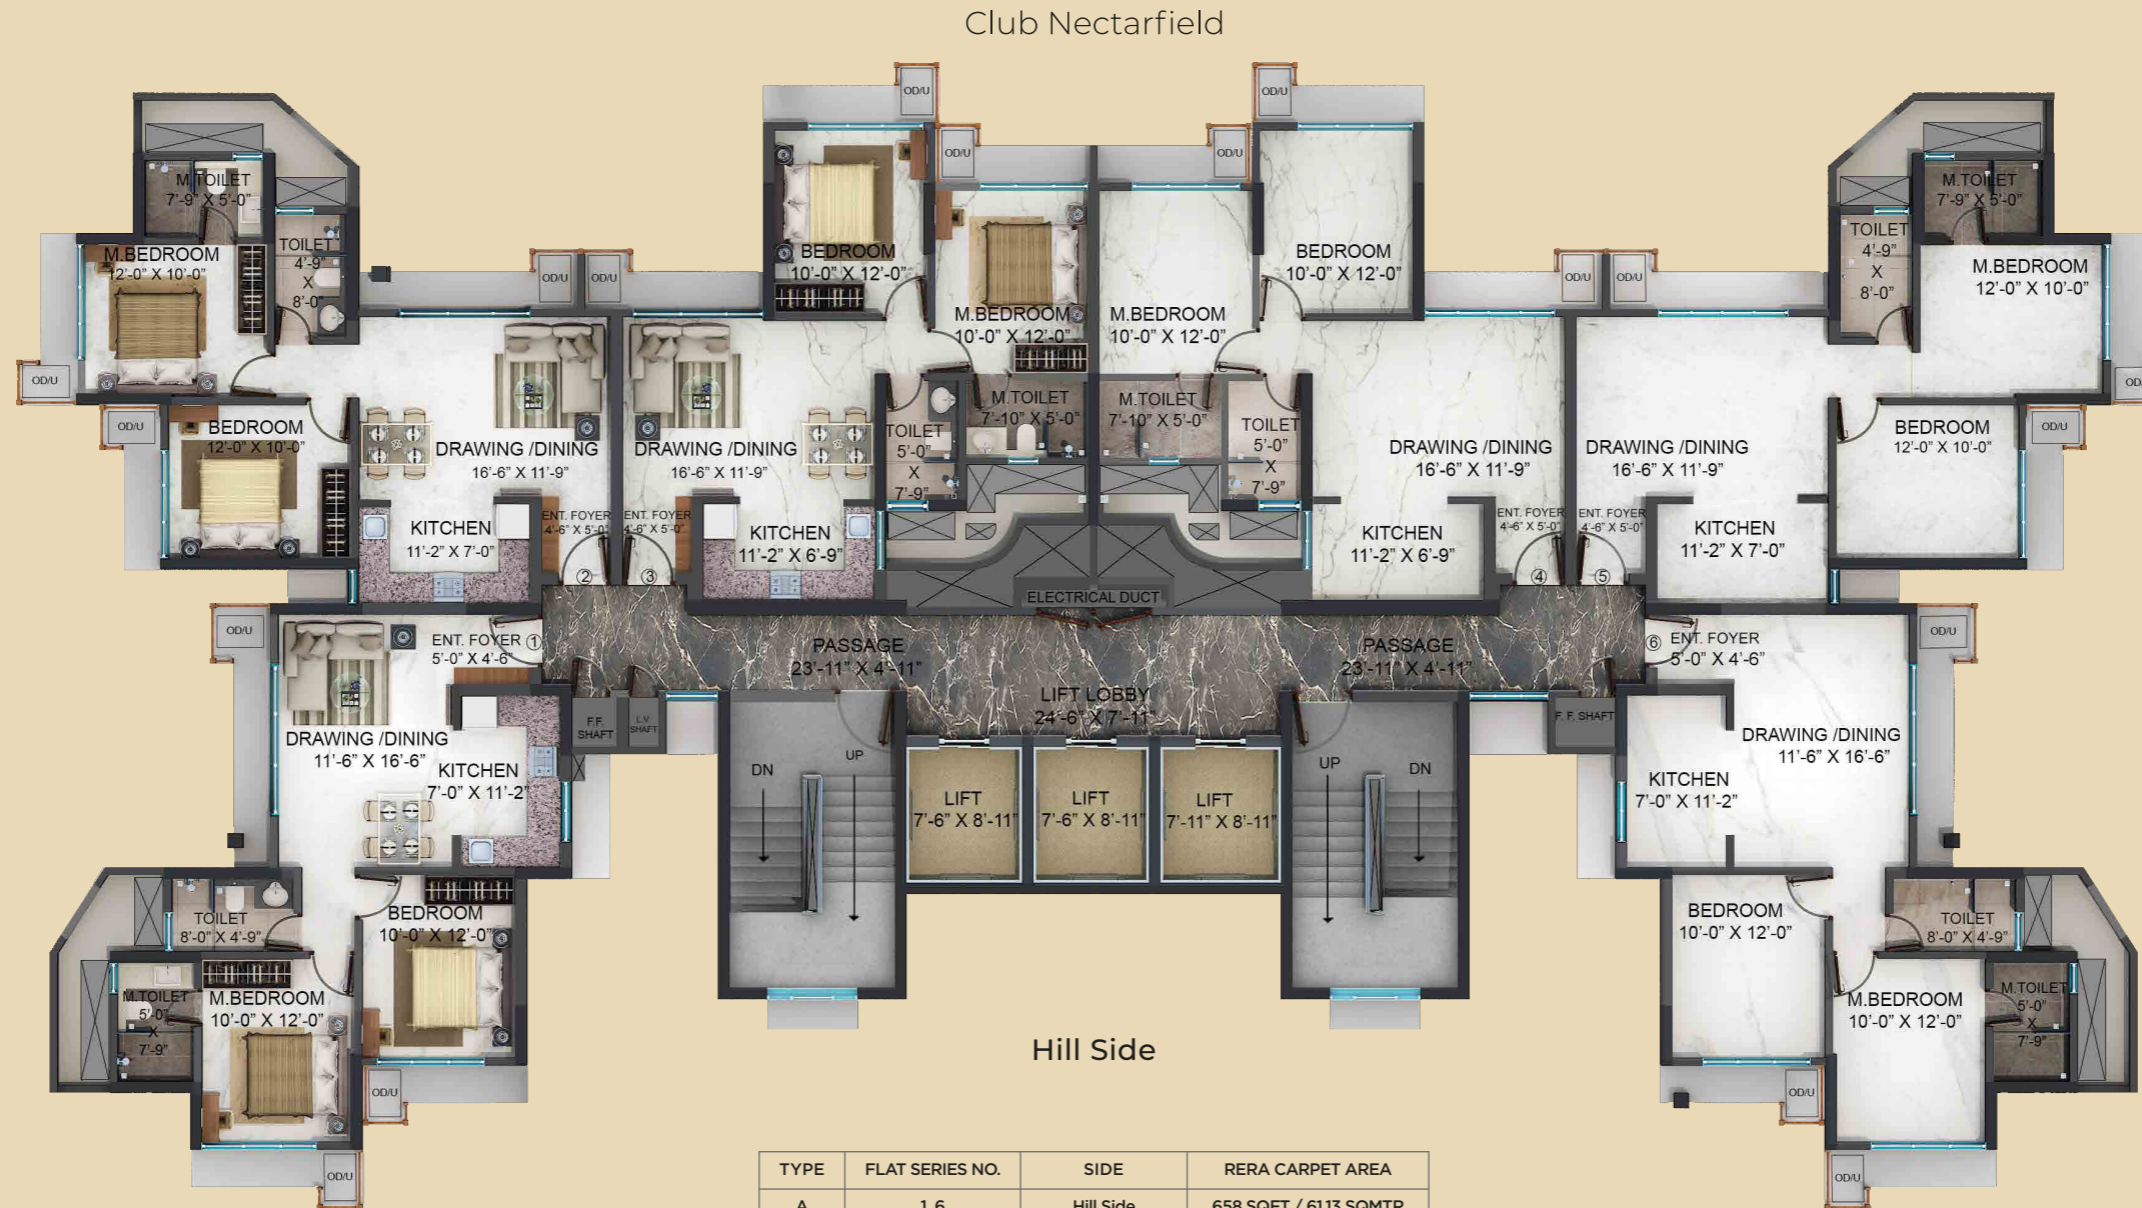 Club Nectarfield
OD/U
OD/U
OD/U
OD/U
M.TOILET
7'-9" X 5'-0"
TOILET
4'-9"
X
8'-0"
M.BEDROOM
12'-0" X 10'-0"
OD/U
OD/U
BEDROOM
12'-0" X 10'-0"
OD/U
OD/U
DRAWING /DINING
16'-6" X 11'-9"
KITCHEN
11'-2" X 7'-0"
ENT. FOYER
4'-6" X 5'-0"
②
BEDROOM
10'-0" X 12'-0"
M.BEDROOM
10'-0" X 12'-0"
DRAWING /DINING
16'-6" X 11'-9"
TOILET
5'-0"
X
7'-9"
M.TOILET
7'-10" X 5'-0"
ENT. FOYER
4'-6" X 5'-0"
KITCHEN
11'-2" X 6'-9"
③
BEDROOM
10'-0" X 12'-0"
M.BEDROOM
10'-0" X 12'-0"
M.TOILET
7'-10" X 5'-0"
TOILET
5'-0"
X
7'-9"
OD/U
OD/U
DRAWING /DINING
16'-6" X 11'-9"
KITCHEN
11'-2" X 6'-9"
ENT. FOYER
4'-6" X 5'-0"
④
M.TOILET
7'-9" X 5'-0"
TOILET
4'-9"
X
8'-0"
M.BEDROOM
12'-0" X 10'-0"
OD/
OD/U
BEDROOM
12'-0" X 10'-0"
DRAWING /DINING
16'-6" X 11'-9"
ENT. FOYER
4'-6" X 5'-0"
KITCHEN
11'-2" X 7'-0"
⑤
ELECTRICAL DUCT
OD/U
ENT. FOYER ①
5'-0" X 4'-6"
PASSAGE
23'-11" X 4'-11"
PASSAGE
23'-11" X 4'-11"
⑥ ENT. FOYER
5'-0" X 4'-6"
OD/U
LIFT LOBBY
24'-6" X 7'-11"
F.F.
SHAFT
L.V
SHAFT
F. F. SHAFT
DRAWING /DINING
11'-6" X 16'-6"
KITCHEN
7'-0" X 11'-2"
DN
UP
LIFT
7'-6" X 8'-11"
LIFT
7'-6" X 8'-11"
LIFT
7'-11" X 8'-11"
UP
DN
DRAWING /DINING
11'-6" X 16'-6"
KITCHEN
7'-0" X 11'-2"
TOILET
8'-0" X 4'-9"
BEDROOM
10'-0" X 12'-0"
M.TOILET
5'-0"
X
7'-9"
M.BEDROOM
10'-0" X 12'-0"
OD/U
OD/U
BEDROOM
10'-0" X 12'-0"
TOILET
8'-0" X 4'-9"
M.BEDROOM
10'-0" X 12'-0"
M.TOILET
5'-0"
X
7'-9"
OD/U
OD/U
Hill Side
TYPE FLAT SERIES NO. SIDE RERA CARPET AREA
A 1, 6 Hill Side 658 SQFT / 61.13 SQMTR